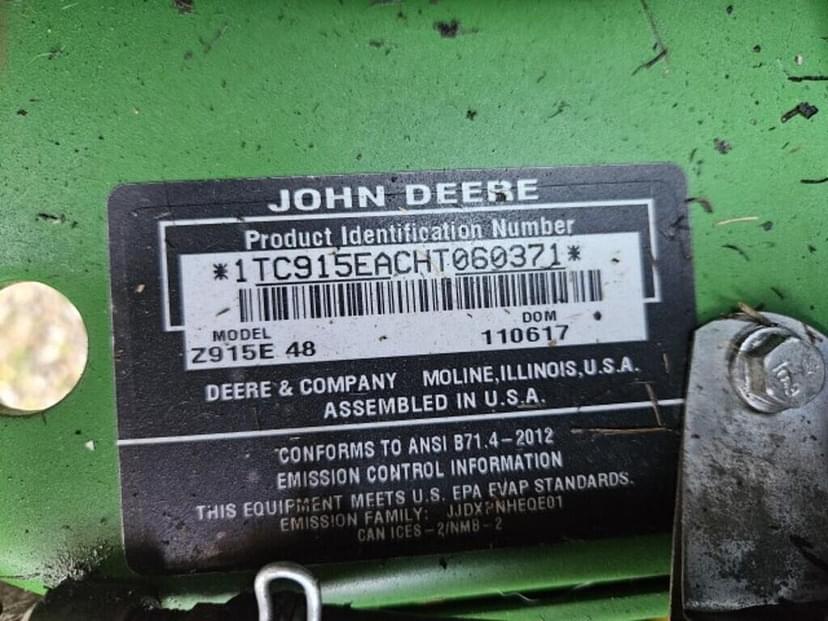 JOHN DEERE
Product Identification Number
*1TC915EACHT060371*
MODEL DOM
Z915E 48 110617
DEERE & COMPANY MOLINE, ILLINOIS, U.S.A.
ASSEMBLED IN U.S.A.
CONFORMS TO ANSI B71.4-2012
EMISSION CONTROL INFORMATION
THIS EQUIPMENT MEETS U.S. EPA EVAP STANDARDS.
EMISSION FAMILY:
CAN ICES-2/NMB-2